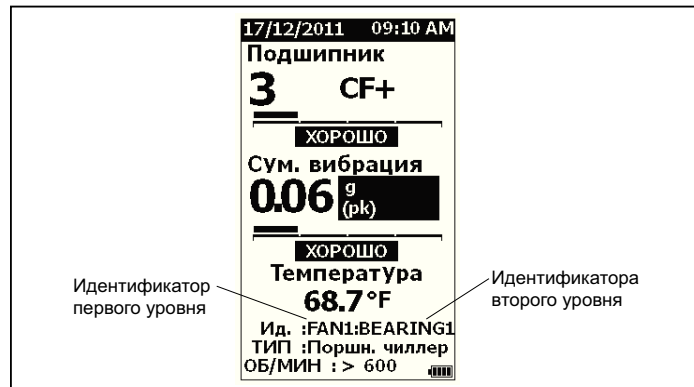 17/12/2011 09:10 AM
Подшипник
3 CF+
ХОРОШО
Сум. вибрация
0.06 g
(pk)
ХОРОШО
Температура
68.7°F
Ид. :FAN1:BEARING1
ТИП :Поршн. чиллер
ОБ/МИН :> 600
Идентификатор
первого уровня
Идентификатора
второго уровня